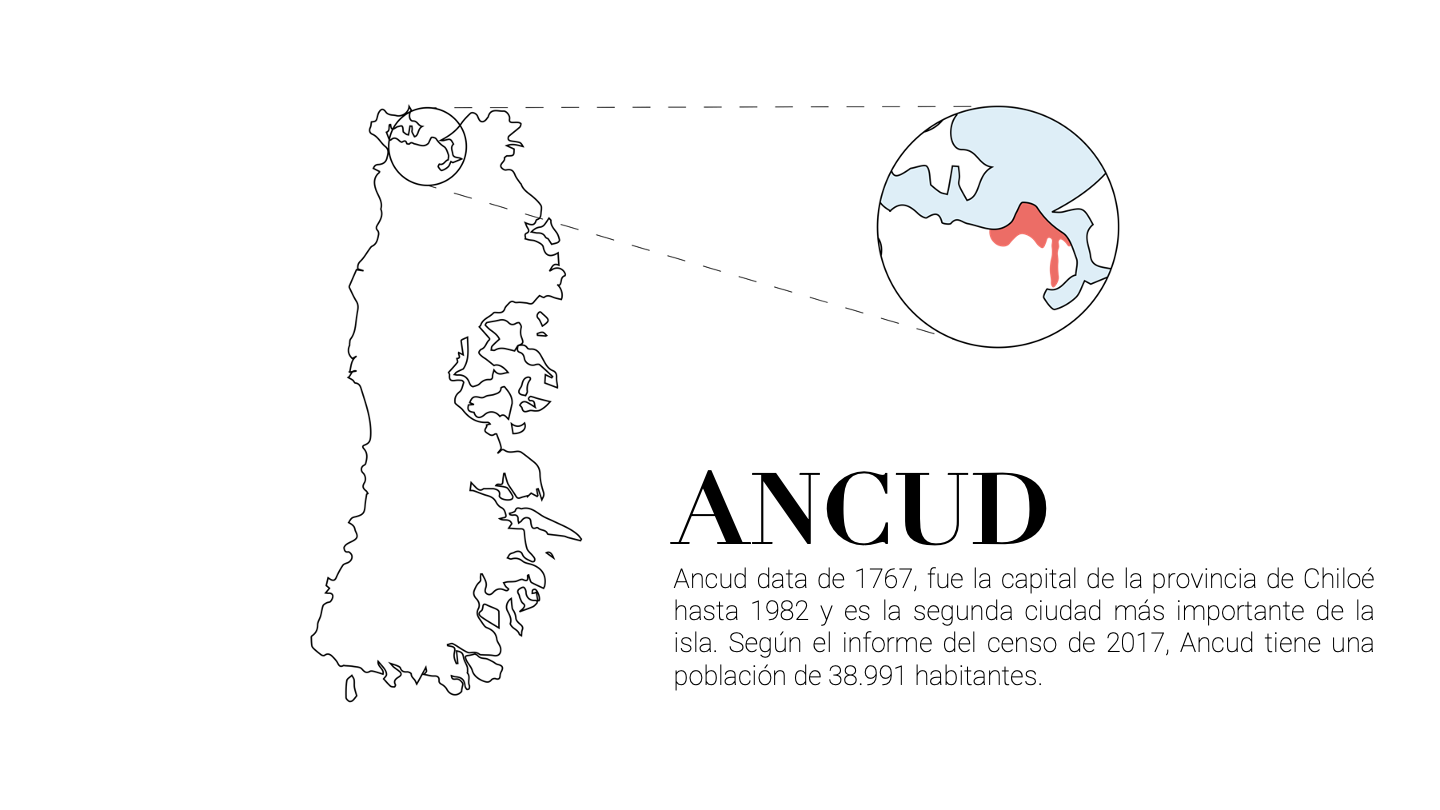 ANCUD
Ancud data de 1767, fue la capital de la provincia de Chiloé
hasta 1982 y es la segunda ciudad más importante de la
isla. Según el informe del censo de 2017, Ancud tiene una
población de 38.991 habitantes.